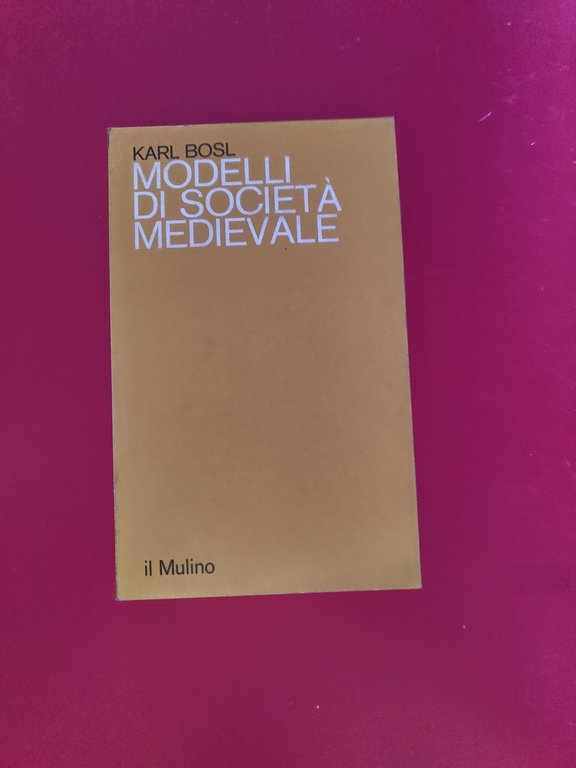 KARL BOSL
MODELLI
DI SOCIETÀ
MEDIEVALE
il Mulino